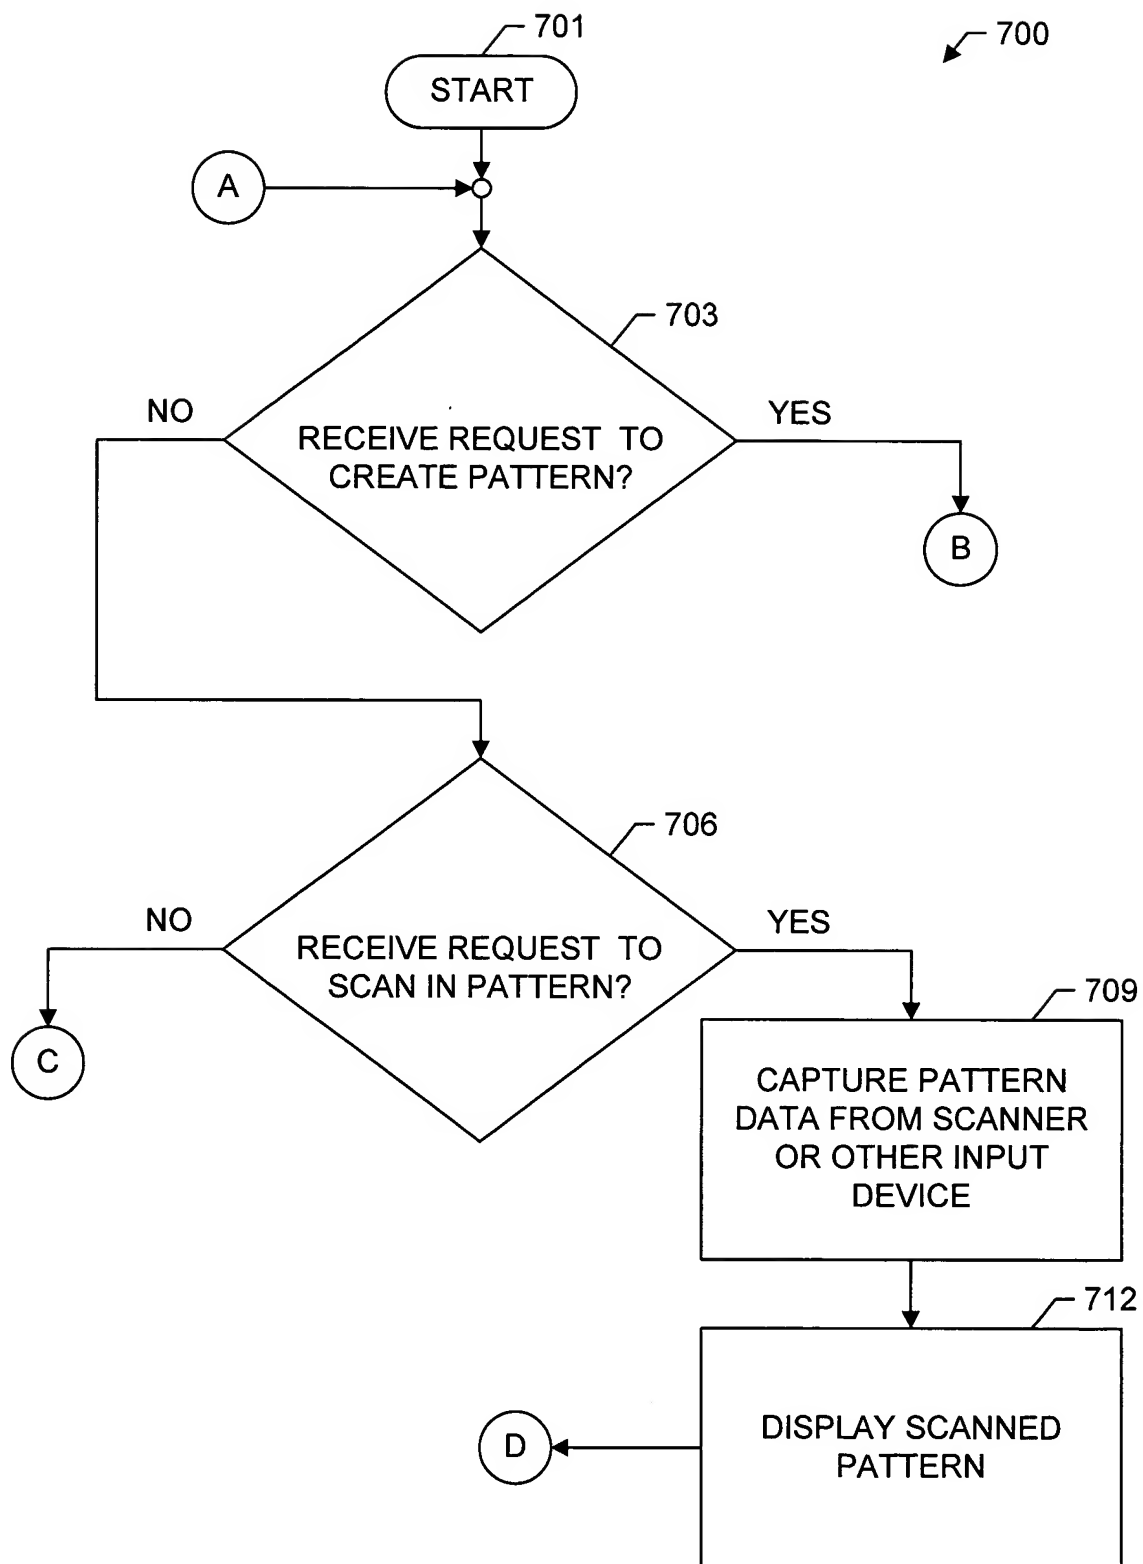 701
700
START
A
703
NO
YES
RECEIVE REQUEST TO
CREATE PATTERN?
B
706
NO
YES
RECEIVE REQUEST TO
SCAN IN PATTERN?
709
C
CAPTURE PATTERN
DATA FROM SCANNER
OR OTHER INPUT
DEVICE
712
D
DISPLAY SCANNED
PATTERN